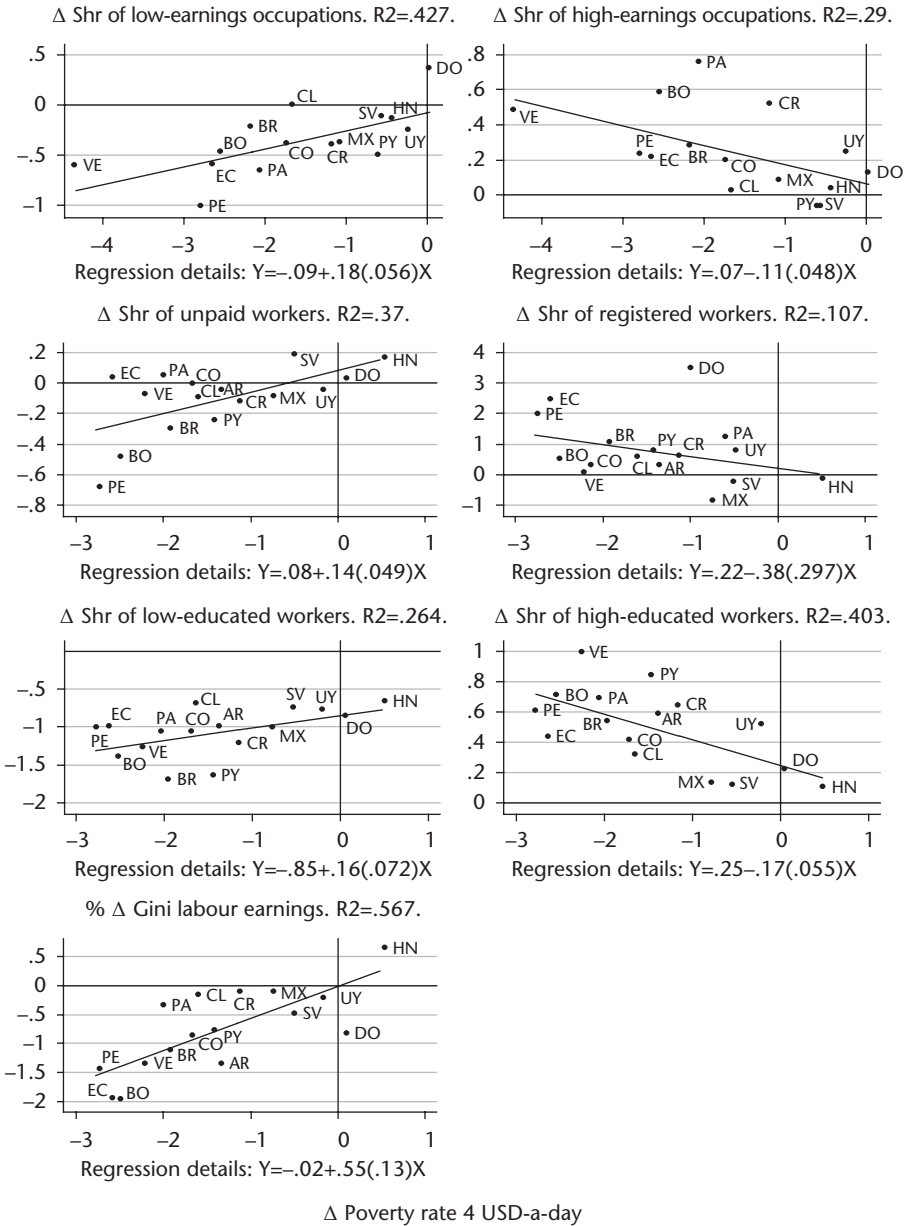 Δ Shr of low-earnings occupations. R2=.427.
.5
0
–.5
–1
DO
CL
SV HN
BR
UY
BO
CO
MX
PY
CR
VE
EC
PA
PE
–4 –3 –2 –1 0
Regression details: Y=–.09+.18(.056)X
Δ Shr of high-earnings occupations. R2=.29.
.8
.6
.4
.2
0
PA
BO
CR
VE
UY
PE
BR
EC
CO
DO
MX
CL
HN
PY SV
–4 –3 –2 –1 0
Regression details: Y=.07–.11(.048)X
Δ Shr of unpaid workers. R2=.37.
.2
0
–.2
–.4
–.6
–.8
SV
HN
EC
PA
CO
DO
VE
CL
AR
CR
MX
UY
BR
PY
BO
PE
–3 –2 –1 0 1
Regression details: Y=.08+.14(.049)X
Δ Shr of registered workers. R2=.107.
4
3
2
1
0
–1
DO
EC
PE
BR
PY
CR
PA
UY
BO
CO
CL
AR
VE
SV
HN
MX
–3 –2 –1 0 1
Regression details: Y=.22–.38(.297)X
Δ Shr of low-educated workers. R2=.264.
–.5
–1
–1.5
–2
CL
SV
UY
HN
EC
PA
CO
AR
DO
PE
VE
CR
MX
BO
BR
PY
–3 –2 –1 0 1
Regression details: Y=–.85+.16(.072)X
Δ Shr of high-educated workers. R2=.403.
1
.8
.6
.4
.2
0
VE
PY
BO
PA
PE
CR
BR
AR
UY
EC
CO
CL
DO
MX
SV
HN
–3 –2 –1 0 1
Regression details: Y=.25–.17(.055)X
% Δ Gini labour earnings. R2=.567.
.5
0
–.5
–1
–1.5
–2
HN
CL
MX
PA
CR
UY
SV
PY
CO
DO
PE
BR
VE
AR
EC
BO
–3 –2 –1 0 1
Regression details: Y=–.02+.55(.13)X
Δ Poverty rate 4 USD-a-day